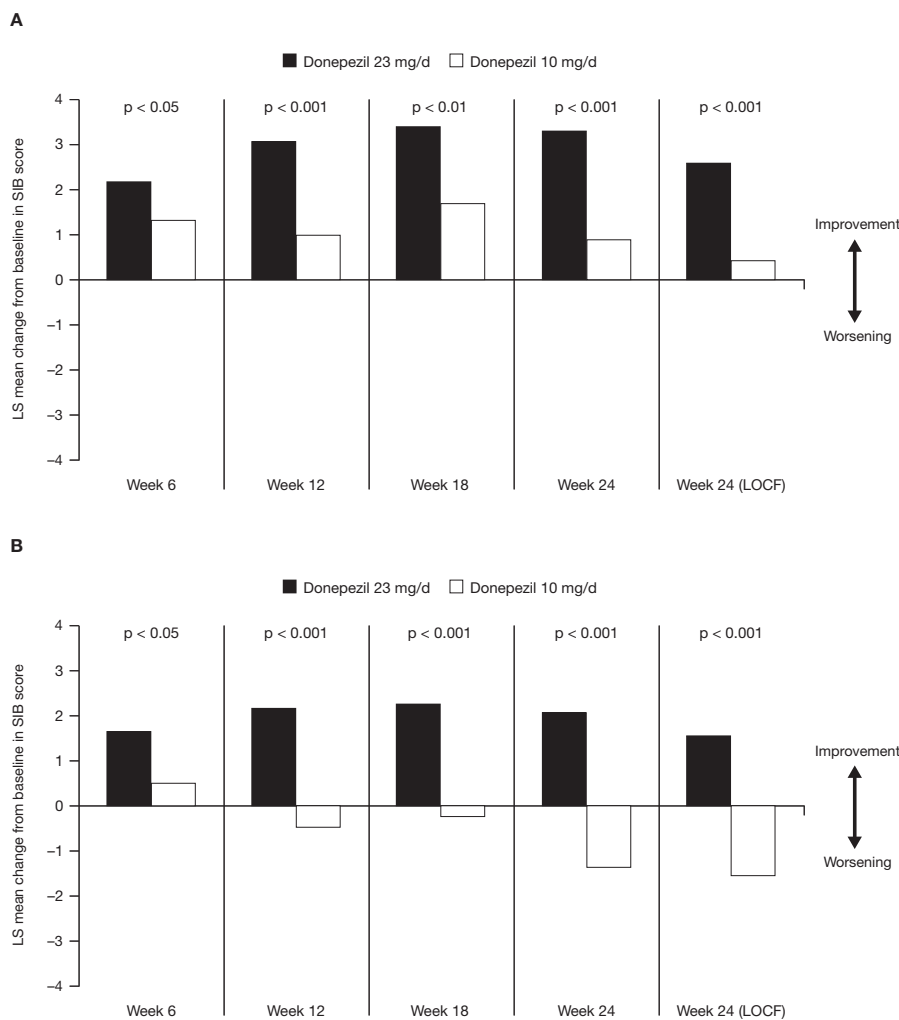 A
Donepezil 23 mg/d Donepezil 10 mg/d
4
3
2
1
0
–1
–2
–3
–4
LS mean change from baseline in SIB score
p < 0.05 p < 0.001 p < 0.01 p < 0.001 p < 0.001
Improvement
Worsening
Week 6 Week 12 Week 18 Week 24 Week 24 (LOCF)
B
Donepezil 23 mg/d Donepezil 10 mg/d
4
3
2
1
0
–1
–2
–3
–4
LS mean change from baseline in SIB score
p < 0.05 p < 0.001 p < 0.001 p < 0.001 p < 0.001
Improvement
Worsening
Week 6 Week 12 Week 18 Week 24 Week 24 (LOCF)